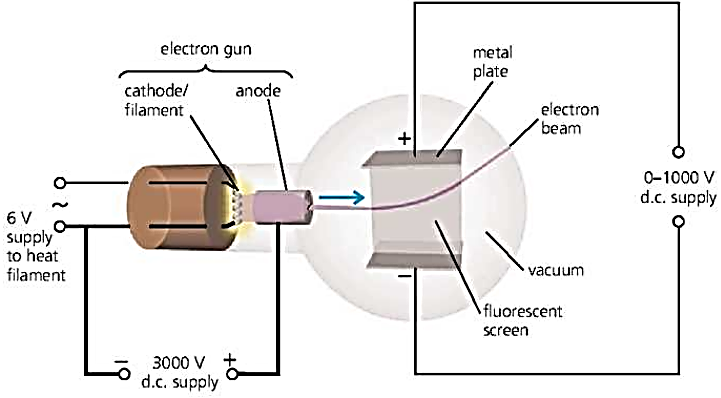 electron gun
cathode/
filament
anode
metal
plate
electron
beam
+
0–1000 V
d.c. supply
~
6 V
supply
to heat
filament
−
vacuum
fluorescent
screen
− 3000 V +
d.c. supply